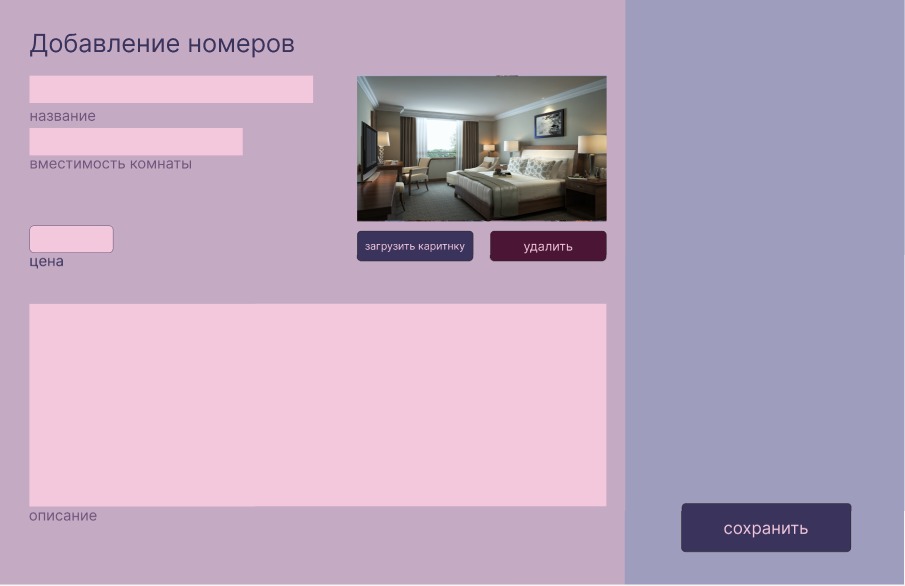 Добавление номеров
название
вместимость комнаты
загрузить каритнку
удалить
цена
описание
сохранить